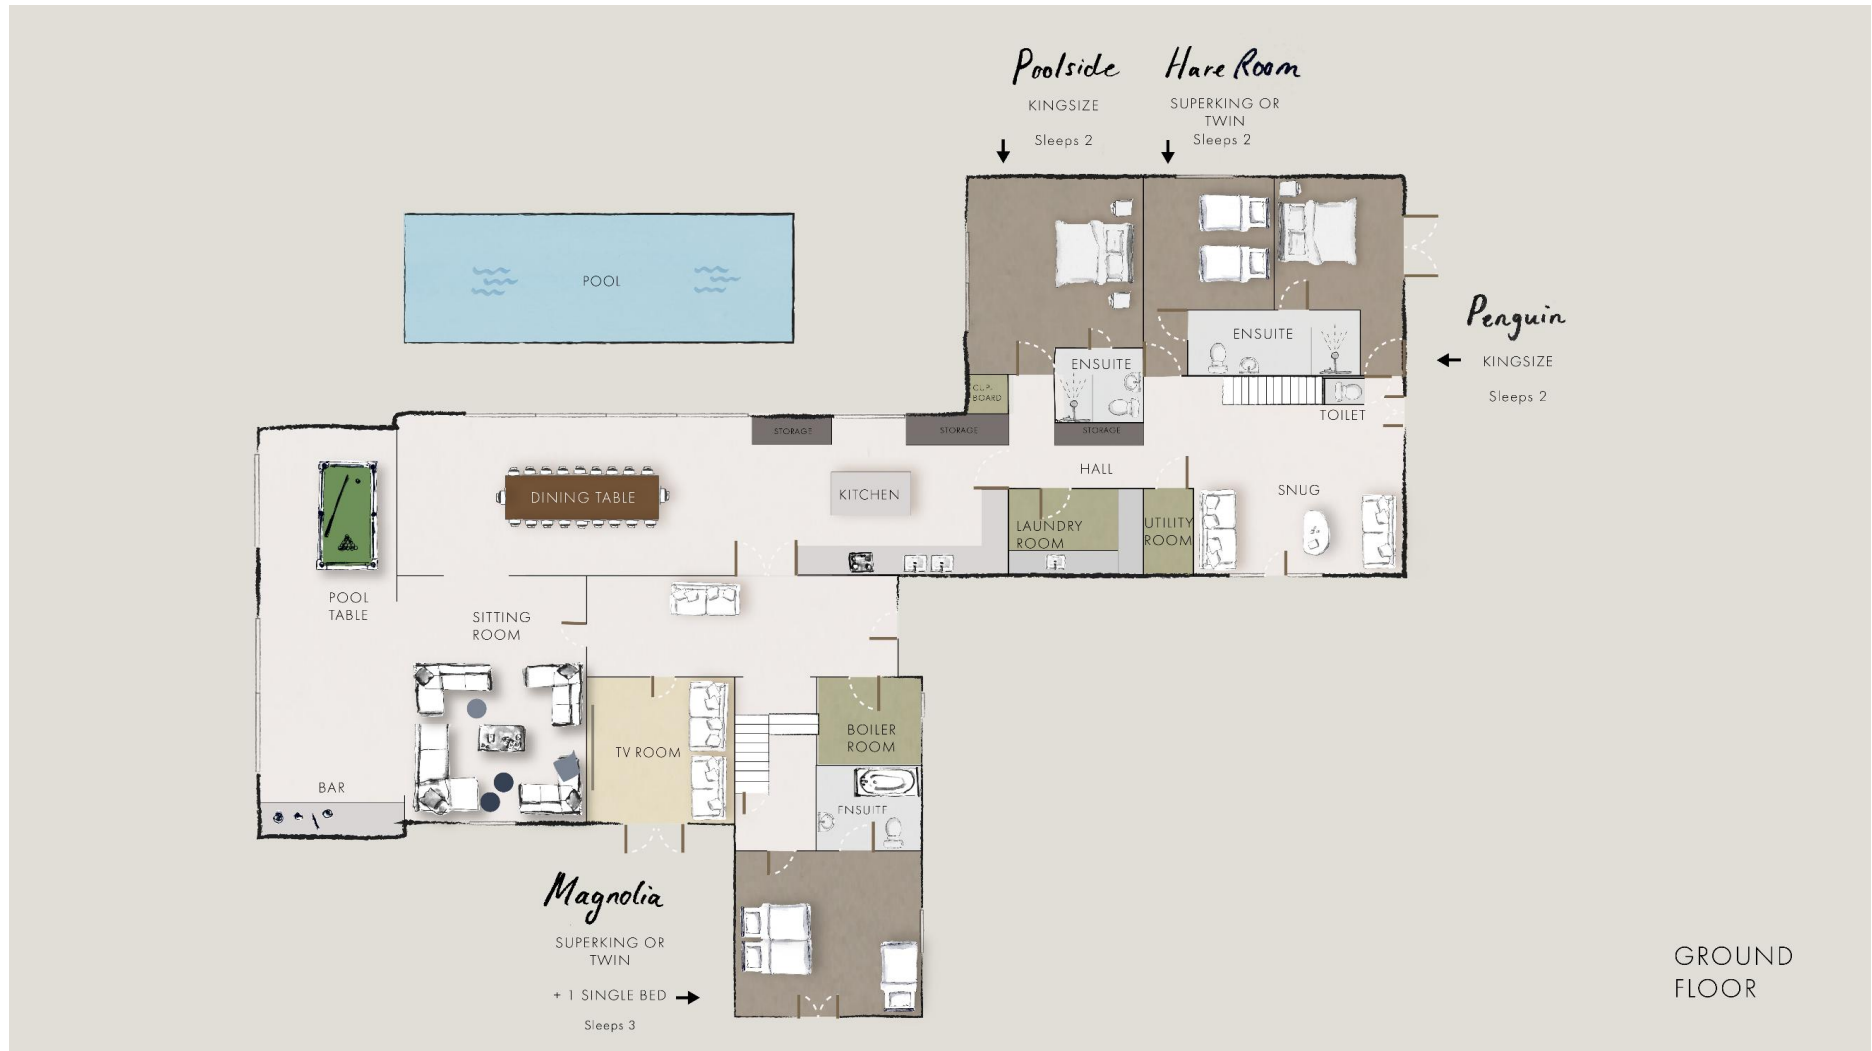 Poolside
KINGSIZE
Sleeps 2
Hare Room
SUPERKING OR
TWIN
Sleeps 2
POOL
Penguin
KINGSIZE
Sleeps 2
ENSUITE
ENSUITE
CUP-
BOARD
TOILET
STORAGE
STORAGE
STORAGE
HALL
DINING TABLE
KITCHEN
SNUG
LAUNDRY
ROOM
UTILITY
ROOM
POOL
TABLE
SITTING
ROOM
TV ROOM
BOILER
ROOM
BAR
ENSUITE
Magnolia
SUPERKING OR
TWIN
+ 1 SINGLE BED
Sleeps 3
GROUND
FLOOR